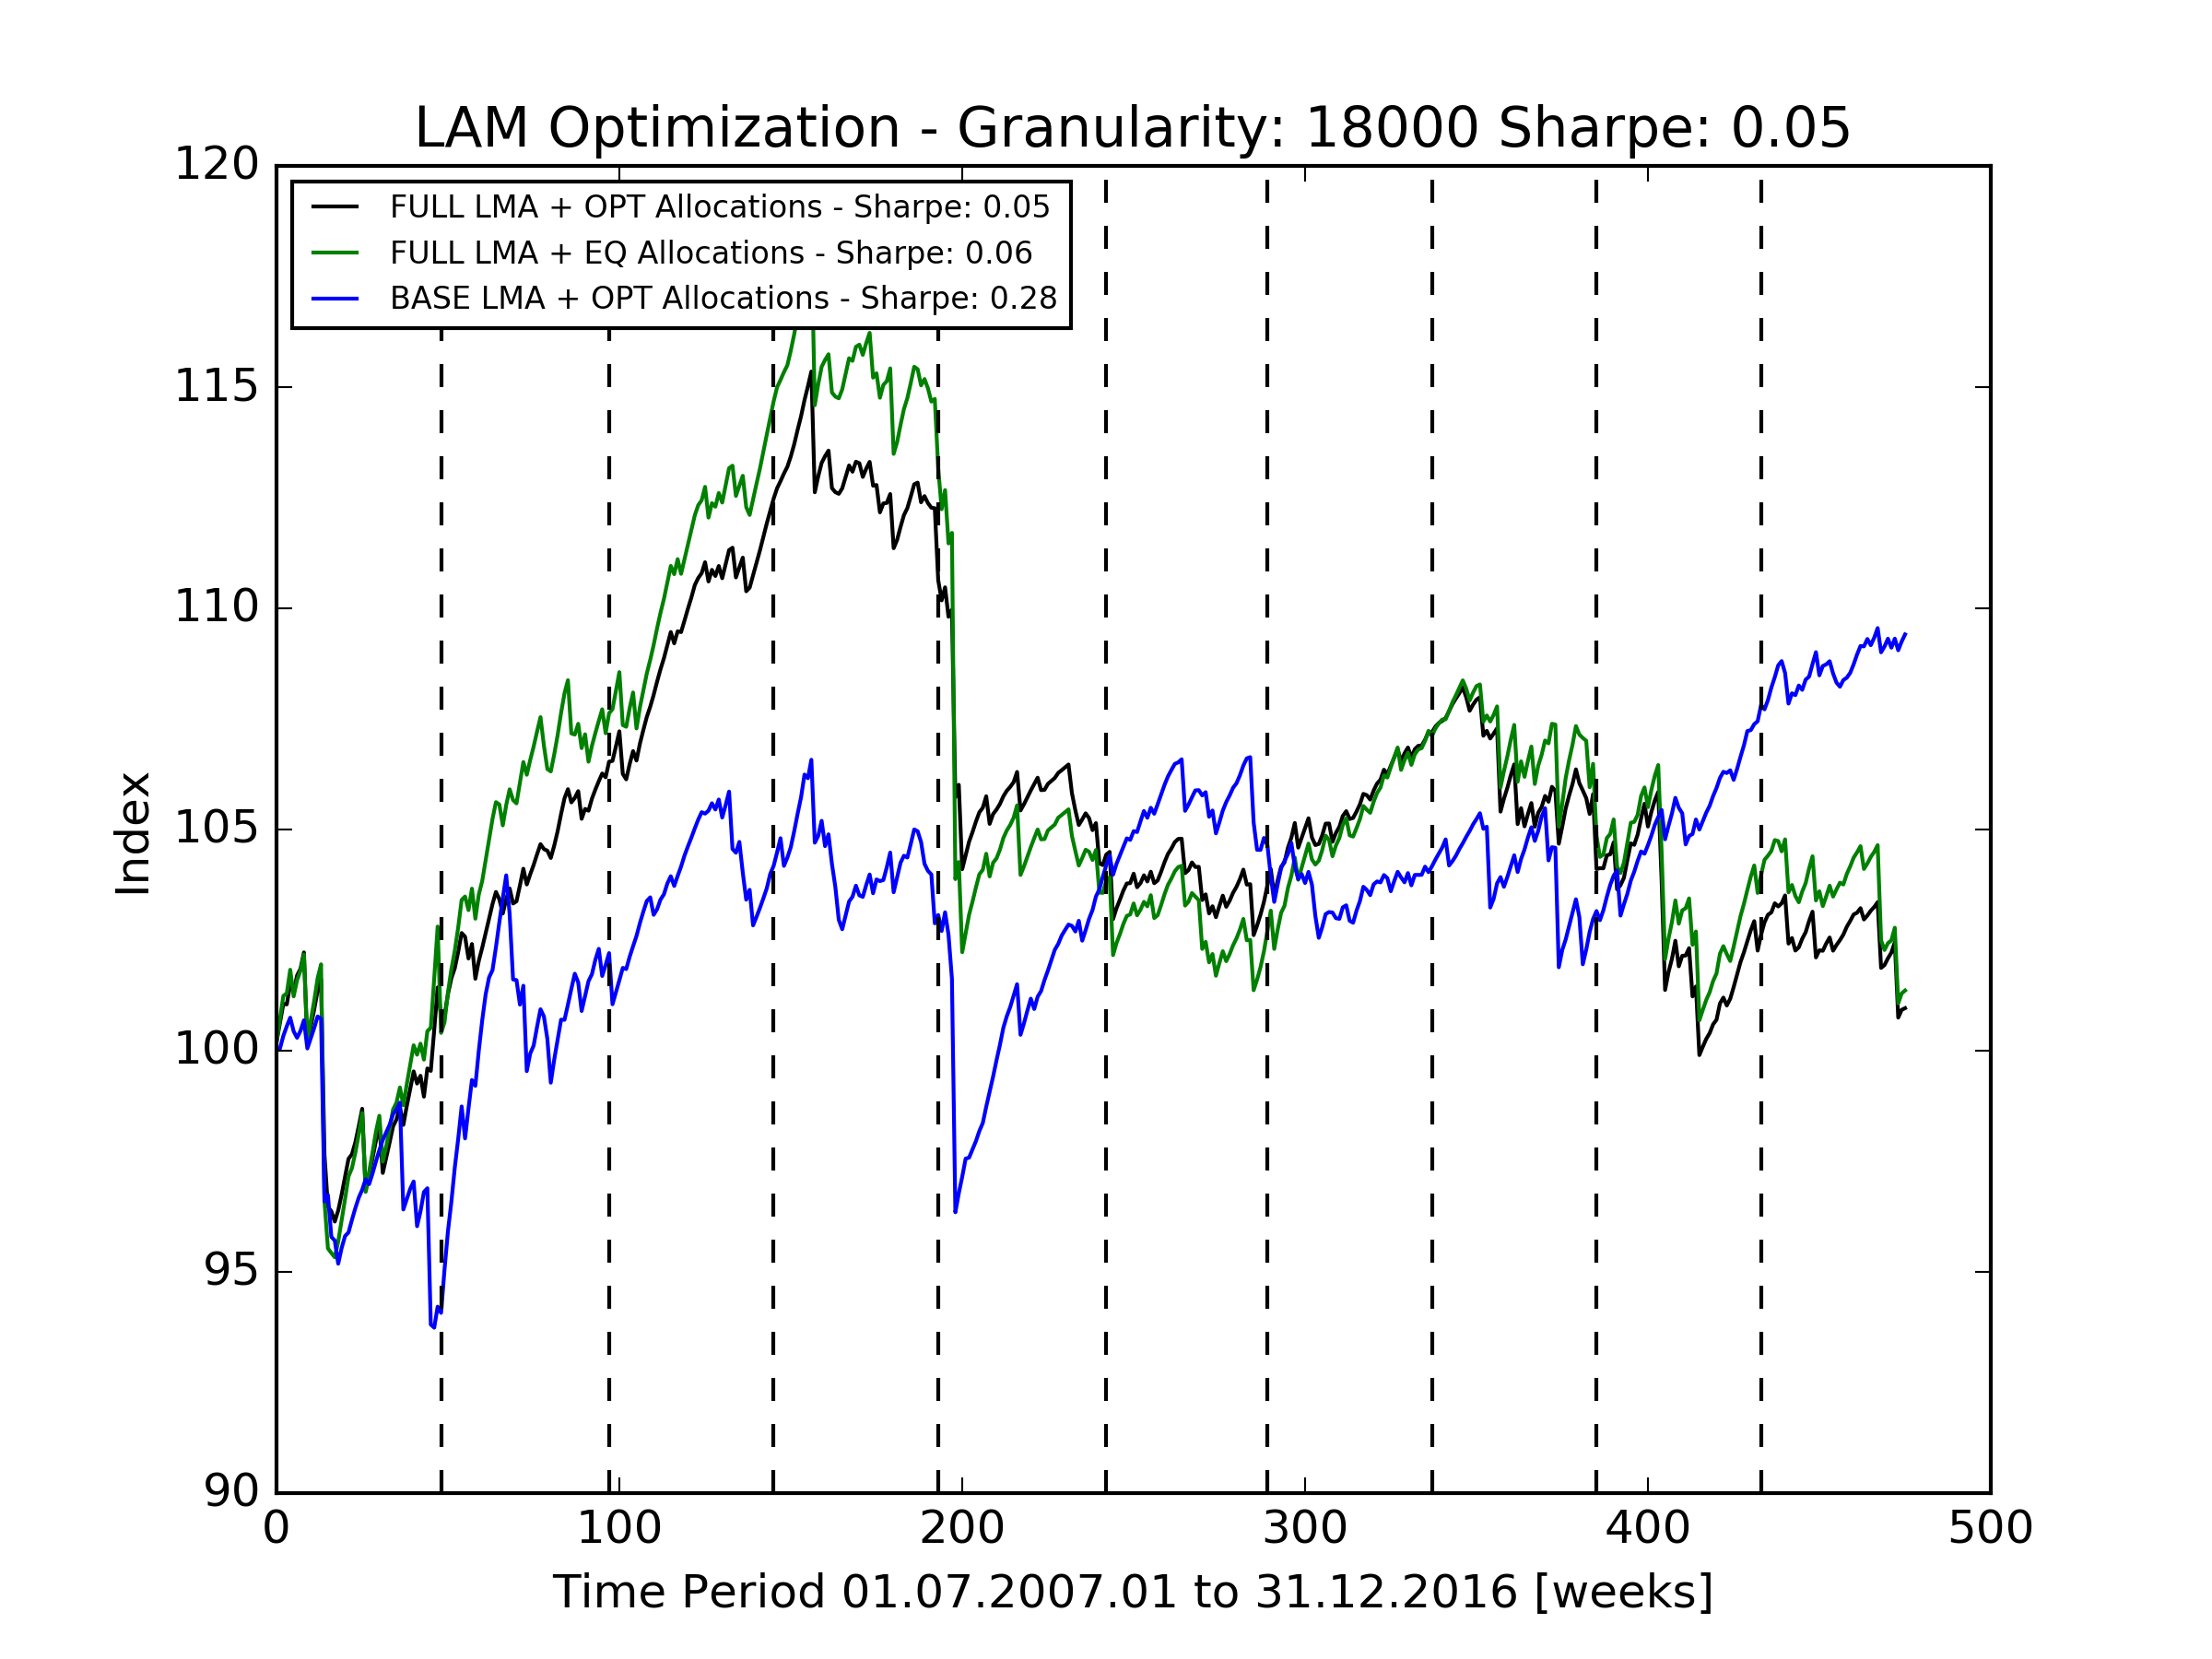 LAM Optimization - Granularity: 18000 Sharpe: 0.05
120
115
110
105
100
95
90
Index
FULL LMA + OPT Allocations - Sharpe: 0.05
FULL LMA + EQ Allocations - Sharpe: 0.06
BASE LMA + OPT Allocations - Sharpe: 0.28
0 100 200 300 400 500
Time Period 01.07.2007.01 to 31.12.2016 [weeks]